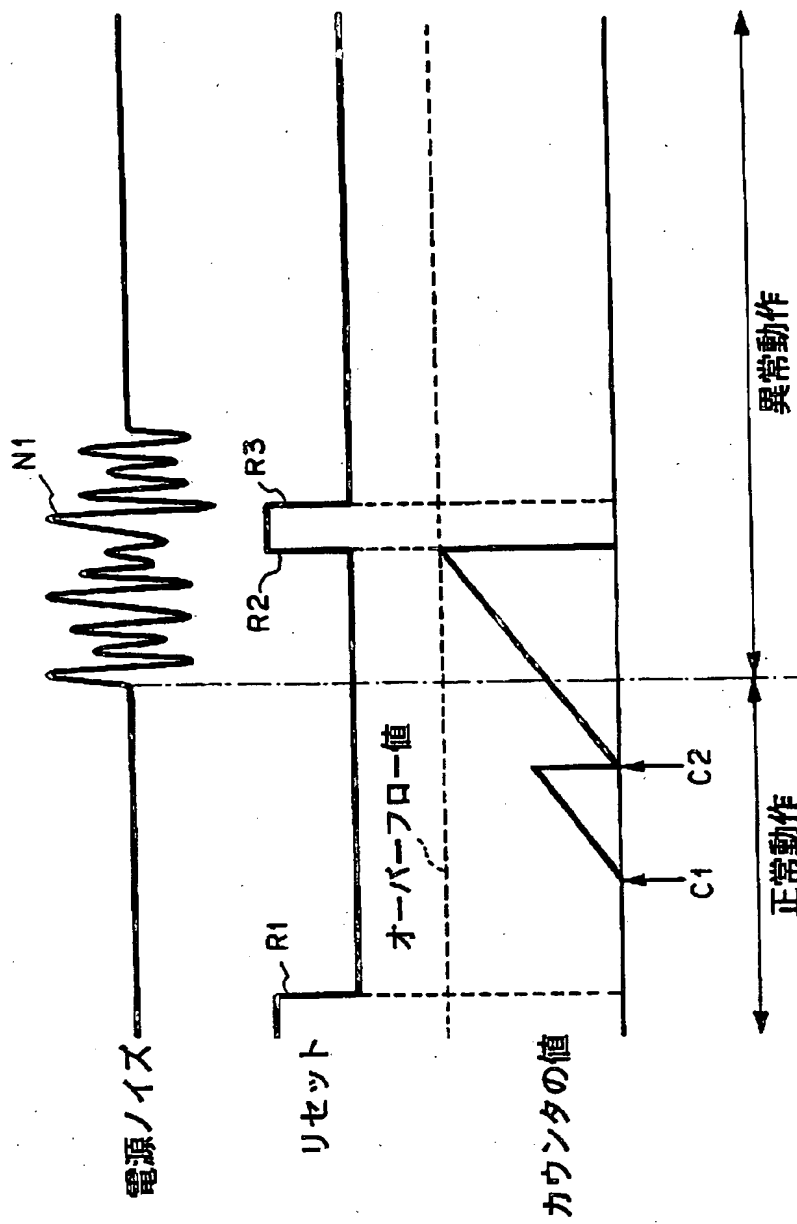 電源ノイズ
N1
リセット
R1
R2
R3
オーバーフロー値
カウンタの値
C1
C2
正常動作
異常動作